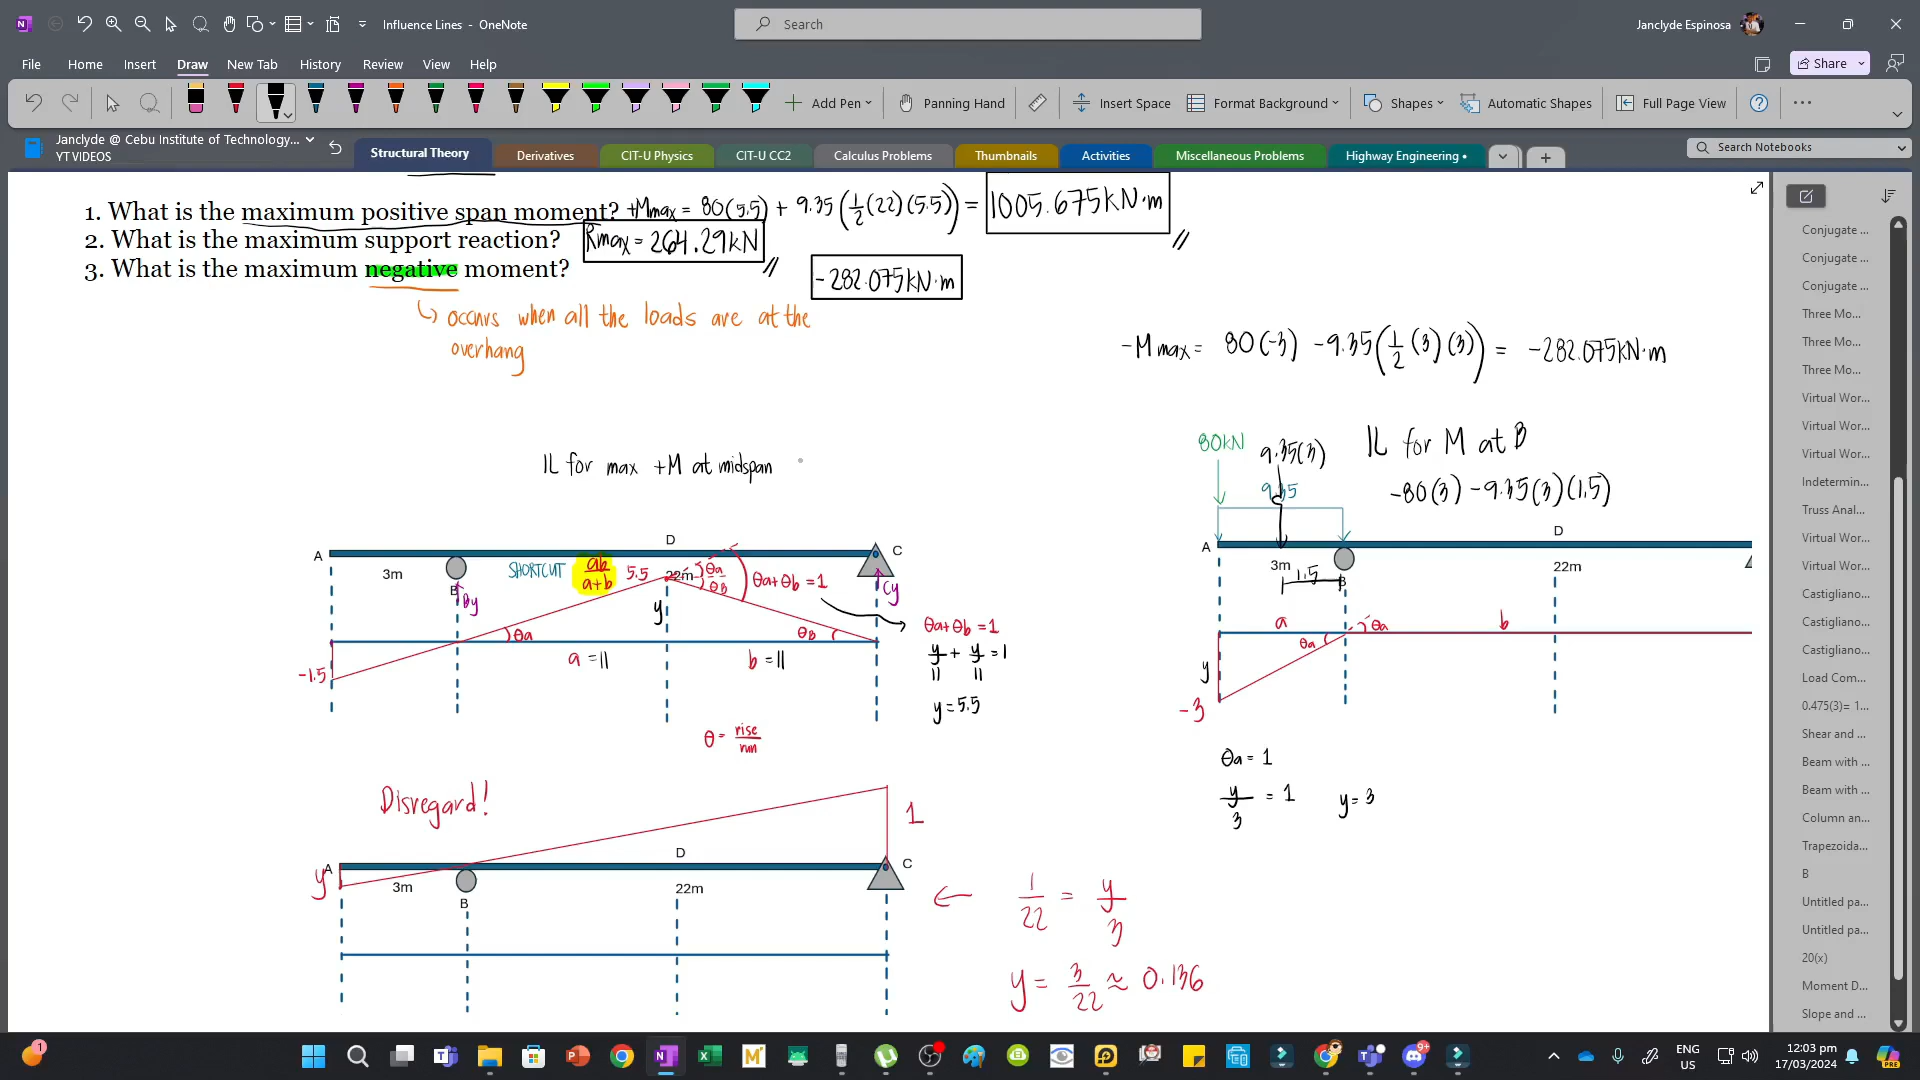 Influence Lines - OneNote
Search
Janclyde Espinosa
File Home Insert Draw New Tab History Review View Help
Share
Add Pen Panning Hand Insert Space Format Background Shapes Automatic Shapes Full Page View
Janclyde @ Cebu Institute of Technology...
YT VIDEOS
Structural Theory Derivatives CIT-U Physics CIT-U CC2 Calculus Problems Thumbnails Activities Miscellaneous Problems Highway Engineering •
Search Notebooks
1. What is the maximum positive span moment? +Mmax = 80(5.5) + 9.35(1/2(22)(5.5)) = 1005.675kN·m
2. What is the maximum support reaction? Rmax = 264.29kN
3. What is the maximum negative moment? -282.075kN·m
occurs when all the loads are at the
overhang
-Mmax = 80(-3) -9.35(1/2(3)(3)) = -282.075kN·m
IL for max +M at midspan
80kN
9.35(3)
9.35
IL for M at B
-80(3) -9.35(3)(1.5)
A
3m
B
By
SHORTCUT
ab/a+b
5.5
D
22m
θa
θB
θa+θb = 1
C
Cy
y
θa
θB
-1.5
a = 11
b = 11
θa+θb = 1
y/11 + y/11 = 1
y = 5.5
θ = rise/run
A
3m
1.5
B
D
22m
a
θa
θa
b
y
-3
θa = 1
y/3 = 1
y = 3
Disregard!
1
y
A
3m
B
D
22m
C
1/22 = y/3
y = 3/22 ≈ 0.136
Conjugate ...
Conjugate ...
Conjugate ...
Three Mo...
Three Mo...
Three Mo...
Virtual Wor...
Virtual Wor...
Virtual Wor...
Indetermin...
Truss Anal...
Virtual Wor...
Virtual Wor...
Castigliano...
Castigliano...
Castigliano...
Load Com...
0.475(3)= 1...
Shear and ...
Beam with ...
Beam with ...
Column an...
Trapezoida...
B
Untitled pa...
Untitled pa...
20(x)
Moment D...
Slope and ...
1
9+
ENG
US
12:03 pm
17/03/2024